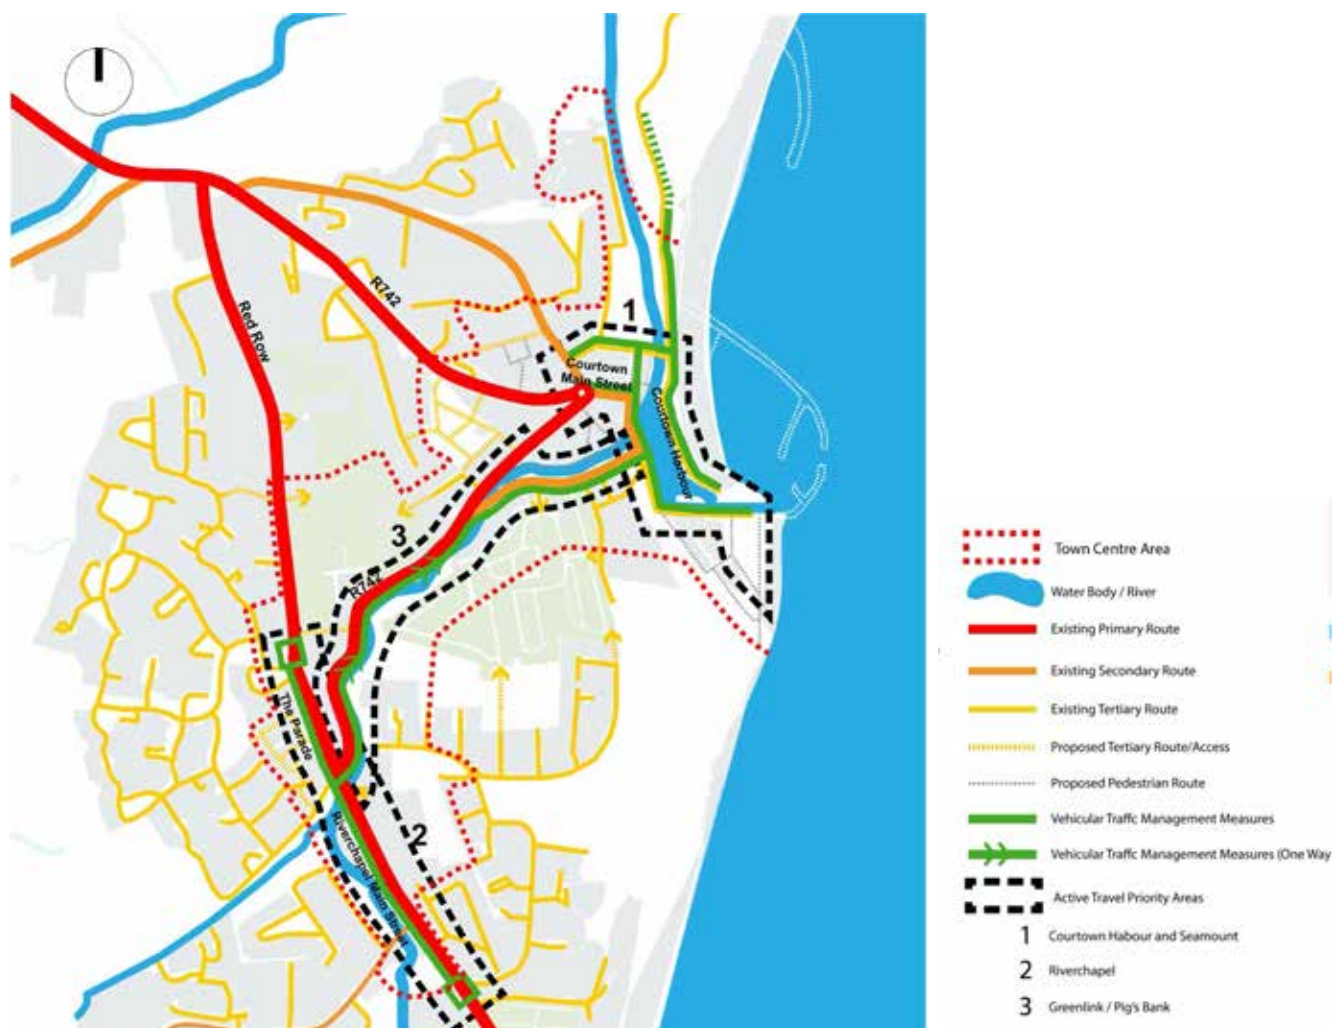 R742
Red Row
1
Courtown
Main Street
Courtown Harbour
3
R742
The Parade
2
Riverchapel Main Street
Town Centre Area
Water Body / River
Existing Primary Route
Existing Secondary Route
Existing Tertiary Route
Proposed Tertiary Route/Access
Proposed Pedestrian Route
Vehicular Traffc Management Measures
Vehicular Traffc Management Measures (One Way
Active Travel Priority Areas
1 Courtown Habour and Seamount
2 Riverchapel
3 Greenlink / Pig's Bank